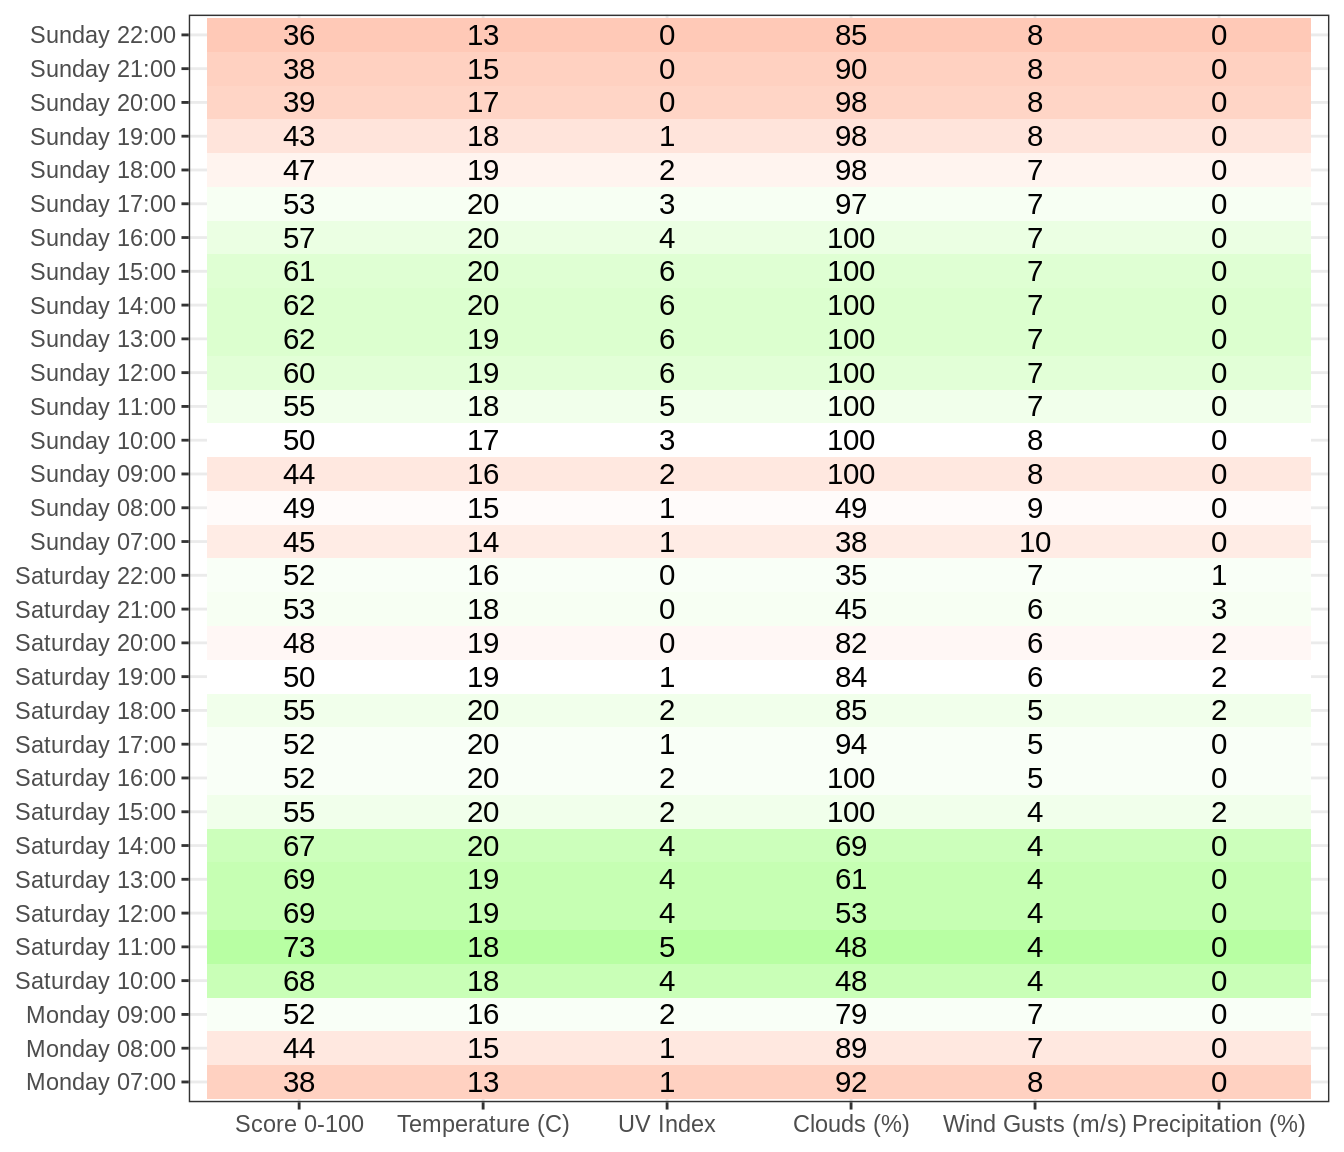 Sunday 22:00 36 13 0 85 8 0
Sunday 21:00 38 15 0 90 8 0
Sunday 20:00 39 17 0 98 8 0
Sunday 19:00 43 18 1 98 8 0
Sunday 18:00 47 19 2 98 7 0
Sunday 17:00 53 20 3 97 7 0
Sunday 16:00 57 20 4 100 7 0
Sunday 15:00 61 20 6 100 7 0
Sunday 14:00 62 20 6 100 7 0
Sunday 13:00 62 19 6 100 7 0
Sunday 12:00 60 19 6 100 7 0
Sunday 11:00 55 18 5 100 7 0
Sunday 10:00 50 17 3 100 8 0
Sunday 09:00 44 16 2 100 8 0
Sunday 08:00 49 15 1 49 9 0
Sunday 07:00 45 14 1 38 10 0
Saturday 22:00 52 16 0 35 7 1
Saturday 21:00 53 18 0 45 6 3
Saturday 20:00 48 19 0 82 6 2
Saturday 19:00 50 19 1 84 6 2
Saturday 18:00 55 20 2 85 5 2
Saturday 17:00 52 20 1 94 5 0
Saturday 16:00 52 20 2 100 5 0
Saturday 15:00 55 20 2 100 4 2
Saturday 14:00 67 20 4 69 4 0
Saturday 13:00 69 19 4 61 4 0
Saturday 12:00 69 19 4 53 4 0
Saturday 11:00 73 18 5 48 4 0
Saturday 10:00 68 18 4 48 4 0
Monday 09:00 52 16 2 79 7 0
Monday 08:00 44 15 1 89 7 0
Monday 07:00 38 13 1 92 8 0
Score 0-100 Temperature (C) UV Index Clouds (%) Wind Gusts (m/s) Precipitation (%)